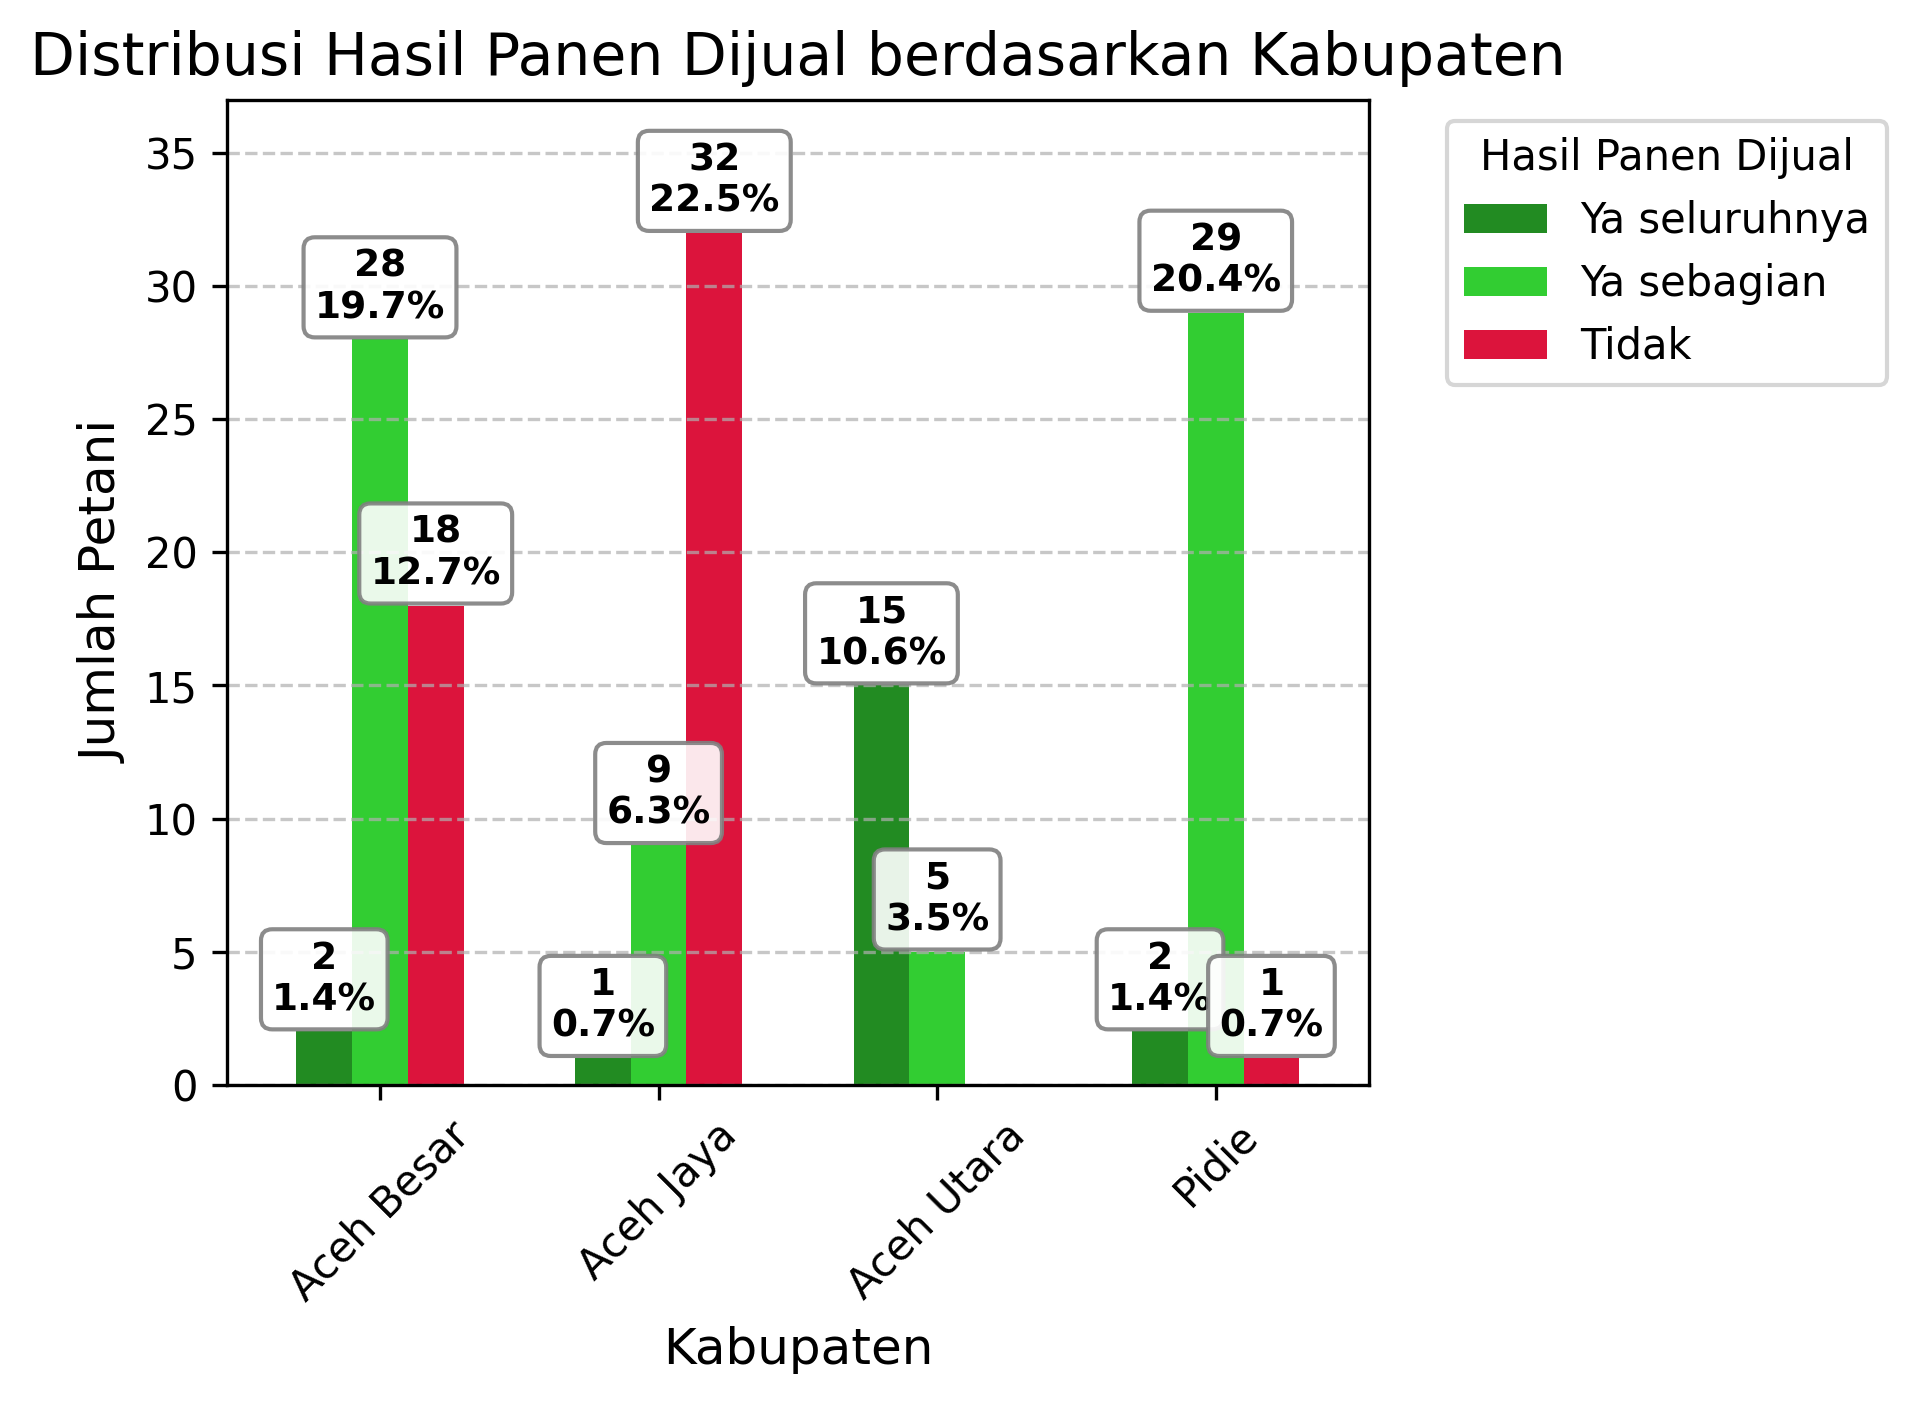 Distribusi Hasil Panen Dijual berdasarkan Kabupaten
Jumlah Petani
35
30
25
20
15
10
5
0
28
19.7%
18
12.7%
2
1.4%
32
22.5%
9
6.3%
1
0.7%
15
10.6%
5
3.5%
29
20.4%
2
1.4%
1
0.7%
Aceh Besar
Aceh Jaya
Aceh Utara
Pidie
Kabupaten
Hasil Panen Dijual
Ya seluruhnya
Ya sebagian
Tidak